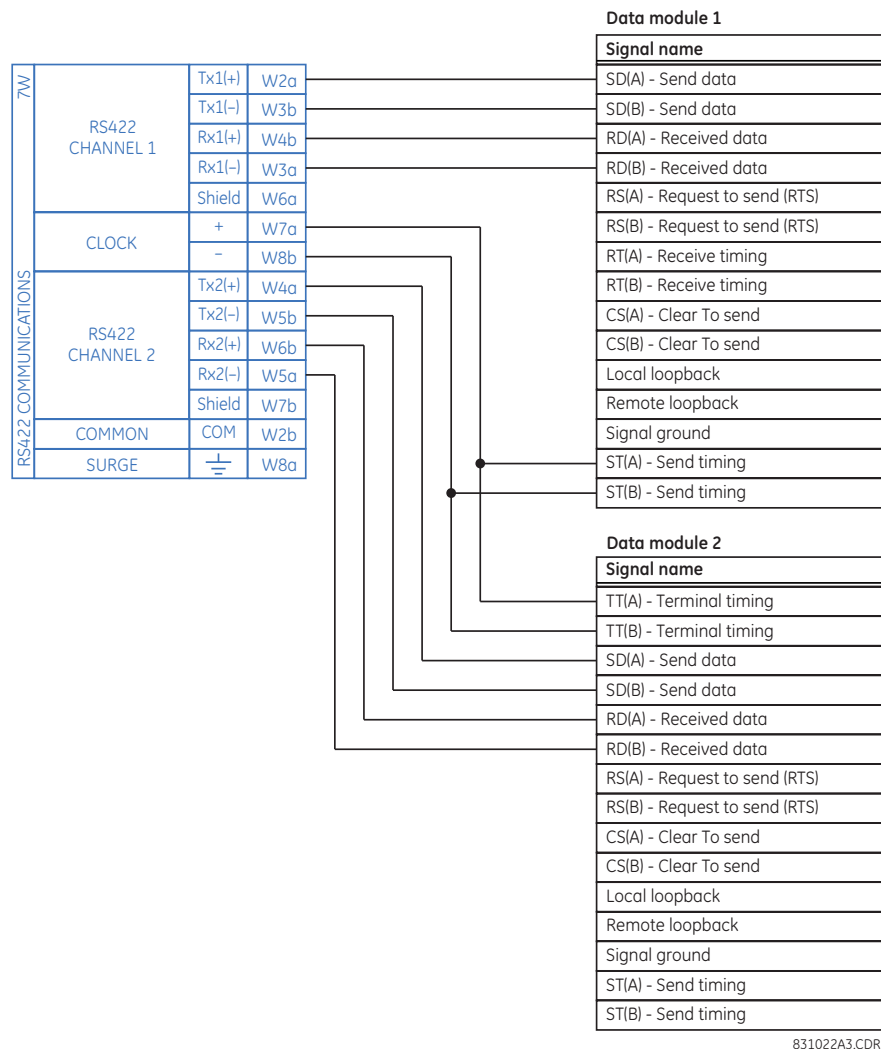 Data module 1
Signal name
7W
RS422 COMMUNICATIONS
RS422
CHANNEL 1
Tx1(+) W2a
Tx1(–) W3b
Rx1(+) W4b
Rx1(–) W3a
Shield W6a
CLOCK
+ W7a
– W8b
RS422
CHANNEL 2
Tx2(+) W4a
Tx2(–) W5b
Rx2(+) W6b
Rx2(–) W5a
Shield W7b
COMMON COM W2b
SURGE W8a
SD(A) - Send data
SD(B) - Send data
RD(A) - Received data
RD(B) - Received data
RS(A) - Request to send (RTS)
RS(B) - Request to send (RTS)
RT(A) - Receive timing
RT(B) - Receive timing
CS(A) - Clear To send
CS(B) - Clear To send
Local loopback
Remote loopback
Signal ground
ST(A) - Send timing
ST(B) - Send timing
Data module 2
Signal name
TT(A) - Terminal timing
TT(B) - Terminal timing
SD(A) - Send data
SD(B) - Send data
RD(A) - Received data
RD(B) - Received data
RS(A) - Request to send (RTS)
RS(B) - Request to send (RTS)
CS(A) - Clear To send
CS(B) - Clear To send
Local loopback
Remote loopback
Signal ground
ST(A) - Send timing
ST(B) - Send timing
831022A3.CDR